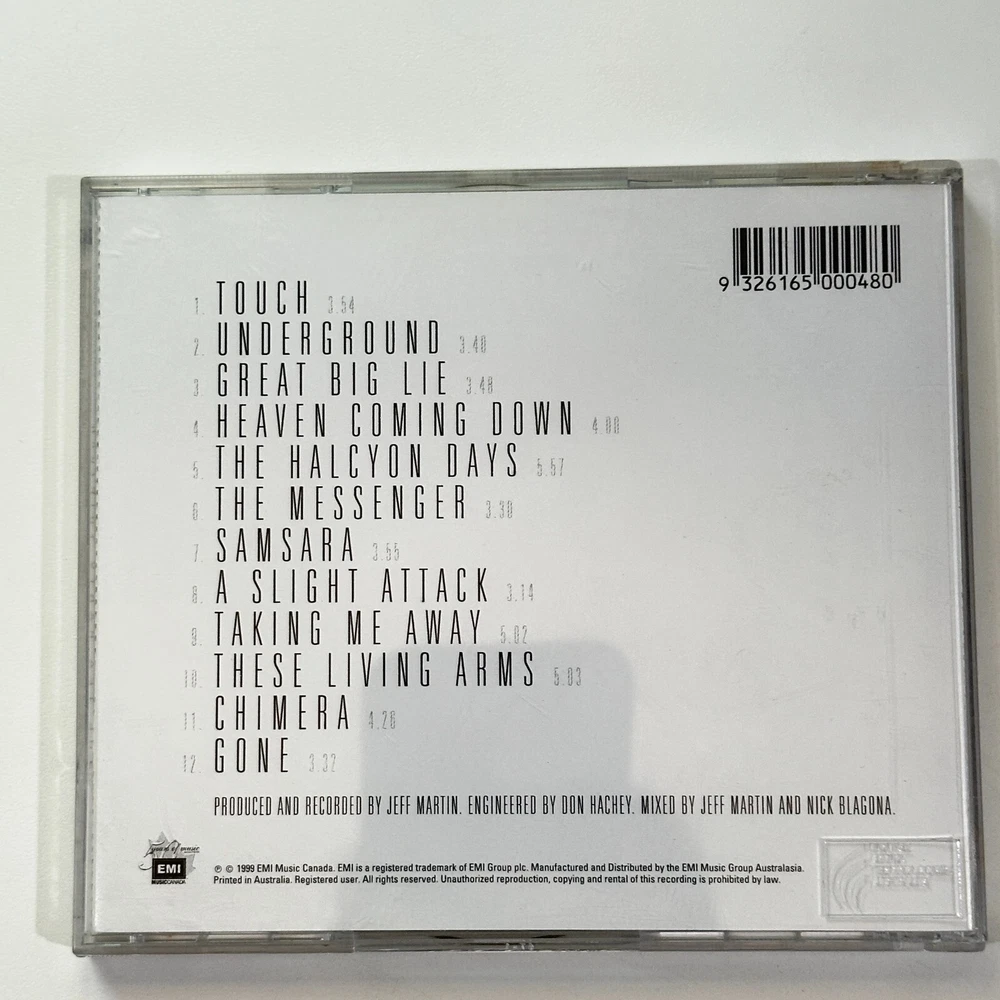 9 326165 000480
1. TOUCH 3.54
2. UNDERGROUND 3.40
3. GREAT BIG LIE 3.48
4. HEAVEN COMING DOWN 4.00
5. THE HALCYON DAYS 5.57
6. THE MESSENGER 3.30
7. SAMSARA 3.55
8. A SLIGHT ATTACK 3.14
9. TAKING ME AWAY 5.02
10. THESE LIVING ARMS 5.03
11. CHIMERA 4.26
12. GONE 3.32
PRODUCED AND RECORDED BY JEFF MARTIN. ENGINEERED BY DON HACHEY. MIXED BY JEFF MARTIN AND NICK BLAGONA.
years of music
EMI
MUSIC CANADA
℗ © 1999 EMI Music Canada. EMI is a registered trademark of EMI Group plc. Manufactured and Distributed by the EMI Music Group Australasia.
Printed in Australia. Registered user. All rights reserved. Unauthorized reproduction, copying and rental of this recording is prohibited by law.